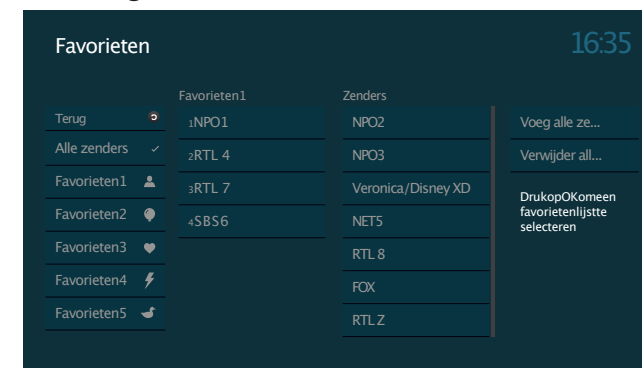 Favorieten
16:35
Favorieten1
Zenders
Terug
Alle zenders
Favorieten1
Favorieten2
Favorieten3
Favorieten4
Favorieten5
1NPO1
2RTL 4
3RTL 7
4SBS6
NPO2
NPO3
Veronica/Disney XD
NET5
RTL 8
FOX
RTL Z
Voeg alle ze...
Verwijder all...
DrukopOKomeen
favorietenlijstte
selecteren